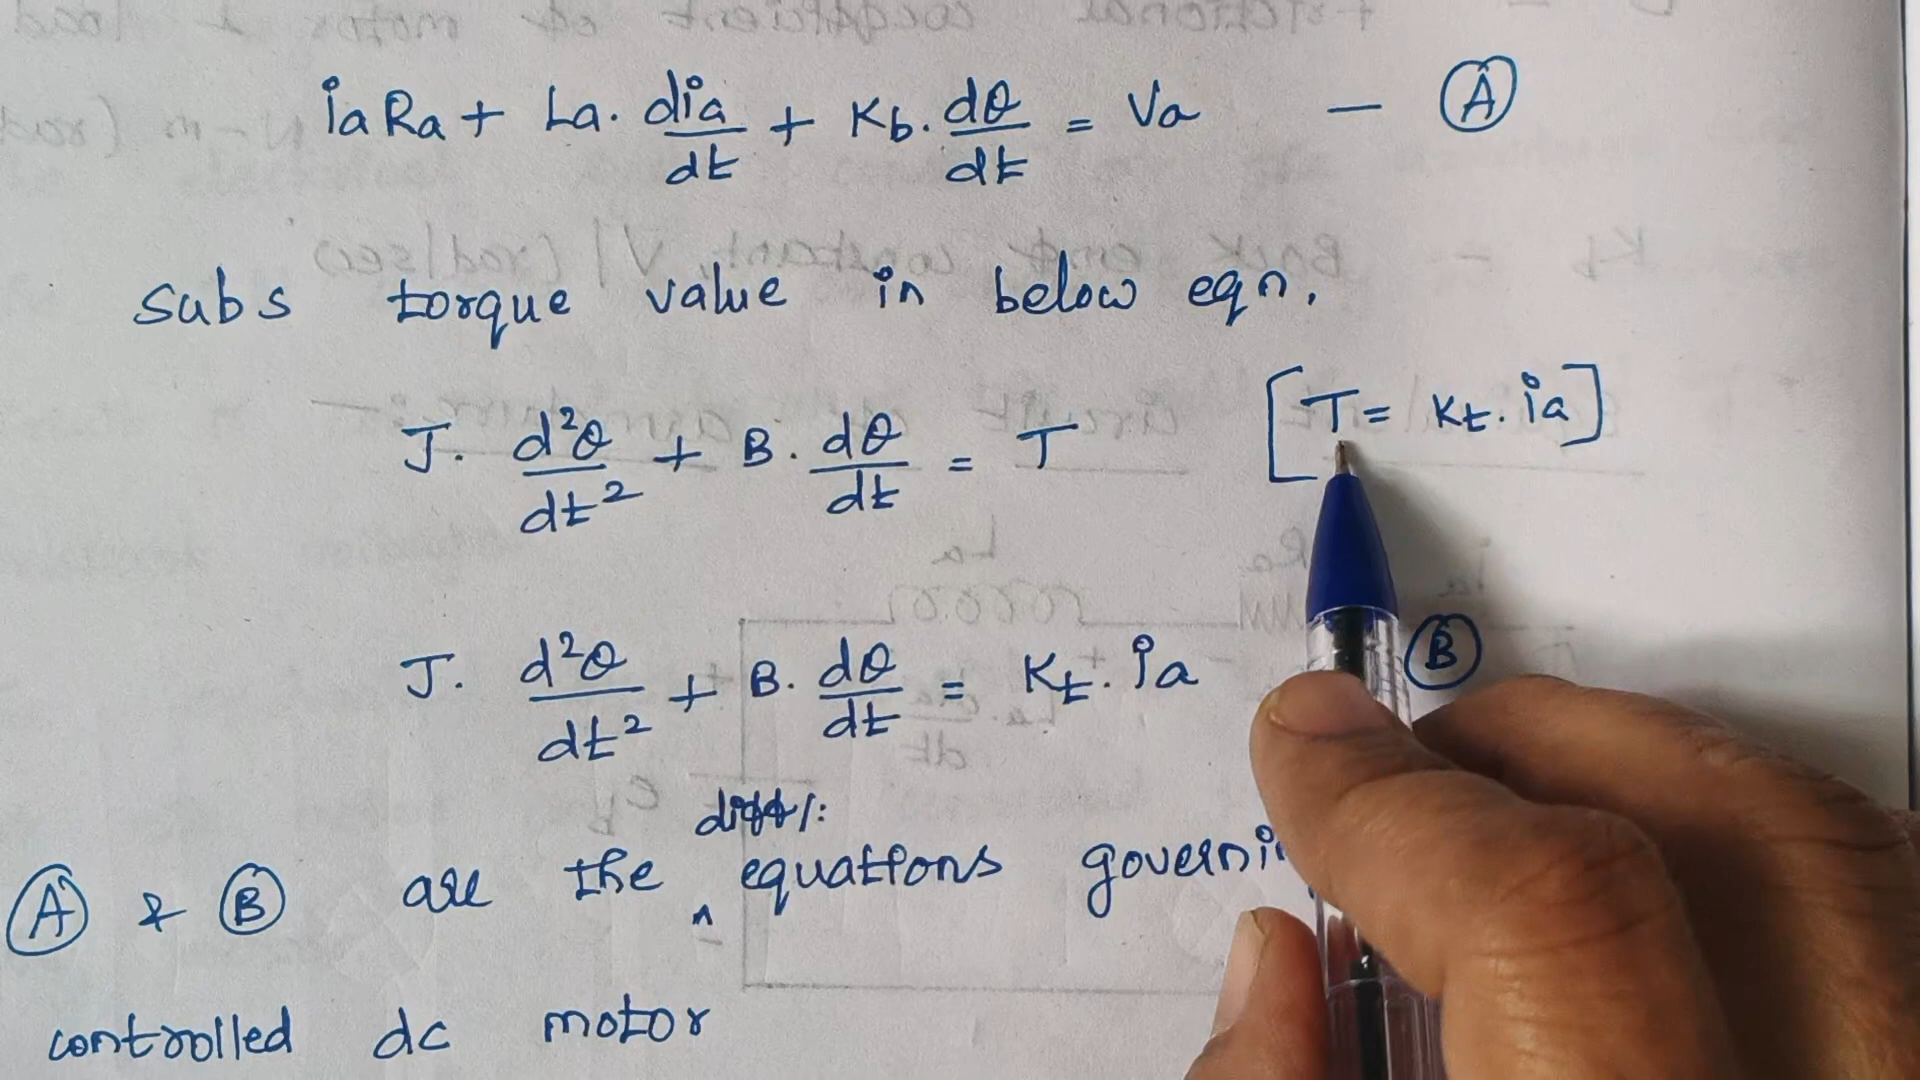 iaRa + La. dia/dt + Kb. dθ/dt = Va — Ⓐ
Subs torque value in below eqn.
J. d²θ/dt² + B. dθ/dt = T [T = Kt. ia]
J. d²θ/dt² + B. dθ/dt = Kt. ia Ⓑ
diff/:
Ⓐ & Ⓑ are the ^ equations
controlled dc motor